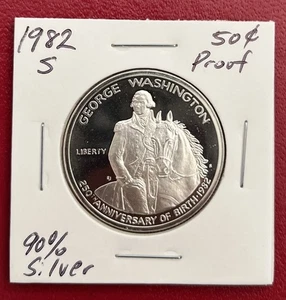 1982
S
50¢
Proof
GEORGE WASHINGTON
LIBERTY
250TH ANNIVERSARY OF BIRTH 1982
90%
Silver